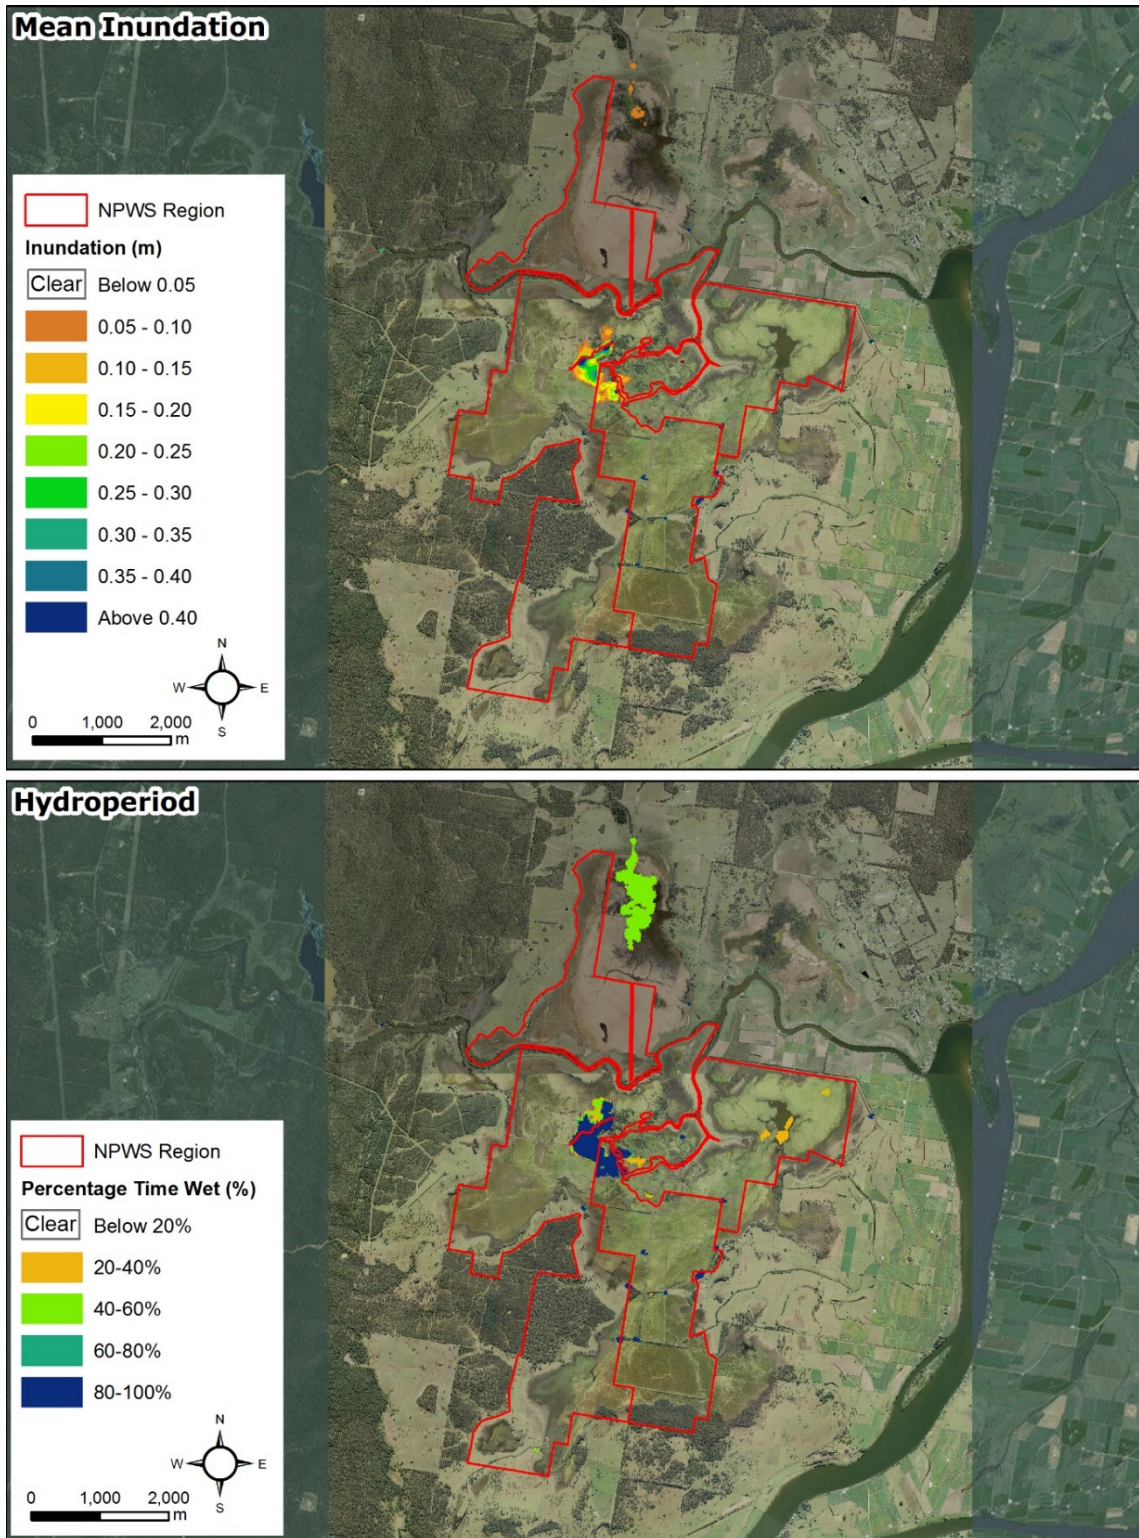 Mean Inundation
NPWS Region
Inundation (m)
Clear Below 0.05
0.05 - 0.10
0.10 - 0.15
0.15 - 0.20
0.20 - 0.25
0.25 - 0.30
0.30 - 0.35
0.35 - 0.40
Above 0.40
N
W E
S
0 1,000 2,000
m
Hydroperiod
NPWS Region
Percentage Time Wet (%)
Clear Below 20%
20-40%
40-60%
60-80%
80-100%
N
W E
S
0 1,000 2,000
m